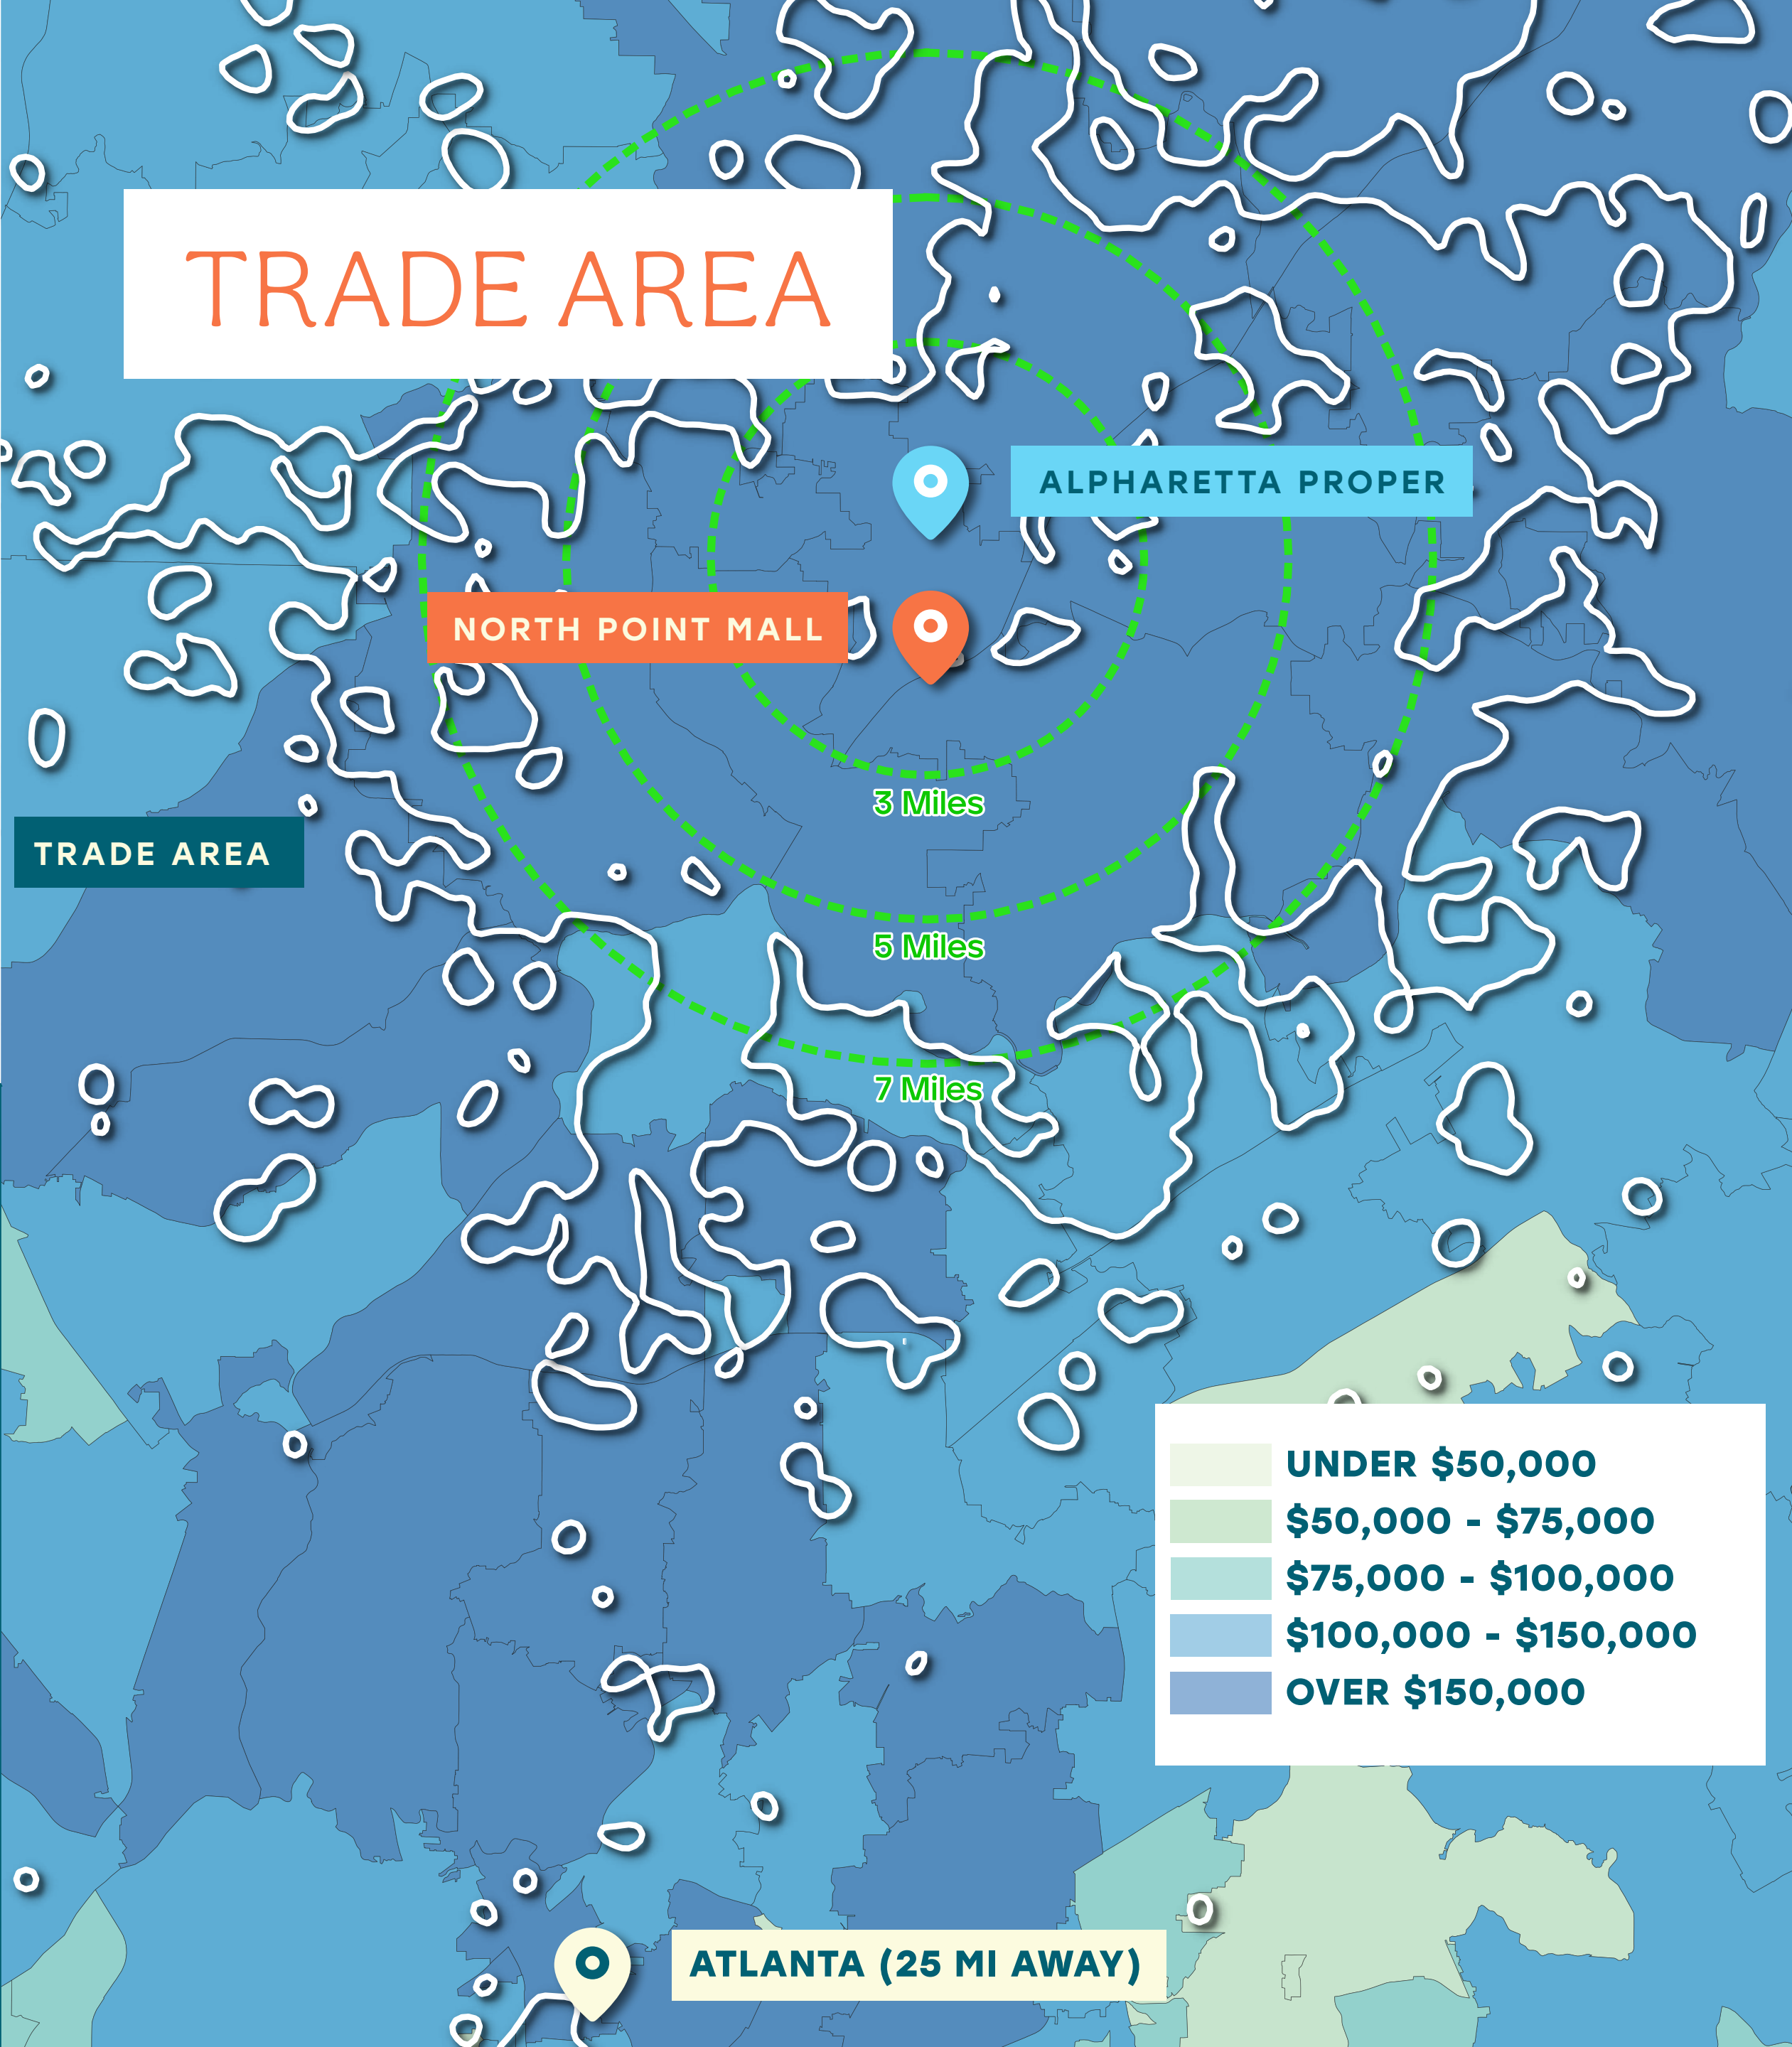 TRADE AREA
ALPHARETTA PROPER
NORTH POINT MALL
3 Miles
TRADE AREA
5 Miles
7 Miles
UNDER $50,000
$50,000 - $75,000
$75,000 - $100,000
$100,000 - $150,000
OVER $150,000
ATLANTA (25 MI AWAY)